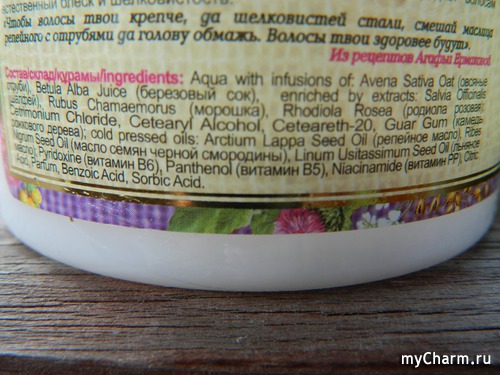 естественный блеск и шелковистость.
«Чтобы волосы твои крепче, да шелковистей стали, смешай маслица
репейного с отрубями да голову обмажь. Волосы твои здоровее будут».
Из рецептов Агафьи Ермаковой
Состав/склад/құрамы/ingredients: Aqua with infusions of: Avena Sativa Oat (овсяные
отруби), Betula Alba Juice (березовый сок), enriched by extracts: Salvia Officinalis
(шалфей), Rubus Chamaemorus (морошка), Rhodiola Rosea (родиола розовая);
Cetrimonium Chloride, Cetearyl Alcohol, Ceteareth-20, Guar Gum (камедь
рожкового дерева); cold pressed oils: Arctium Lappa Seed Oil (репейное масло), Ribes
Nigrum Seed Oil (масло семян черной смородины), Linum Usitassimum Seed Oil (льняное
масло), Pyridoxine (витамин B6), Panthenol (витамин B5), Niacinamide (витамин PP), Citric
Acid, Parfum, Benzoic Acid, Sorbic Acid.
myCharm.ru